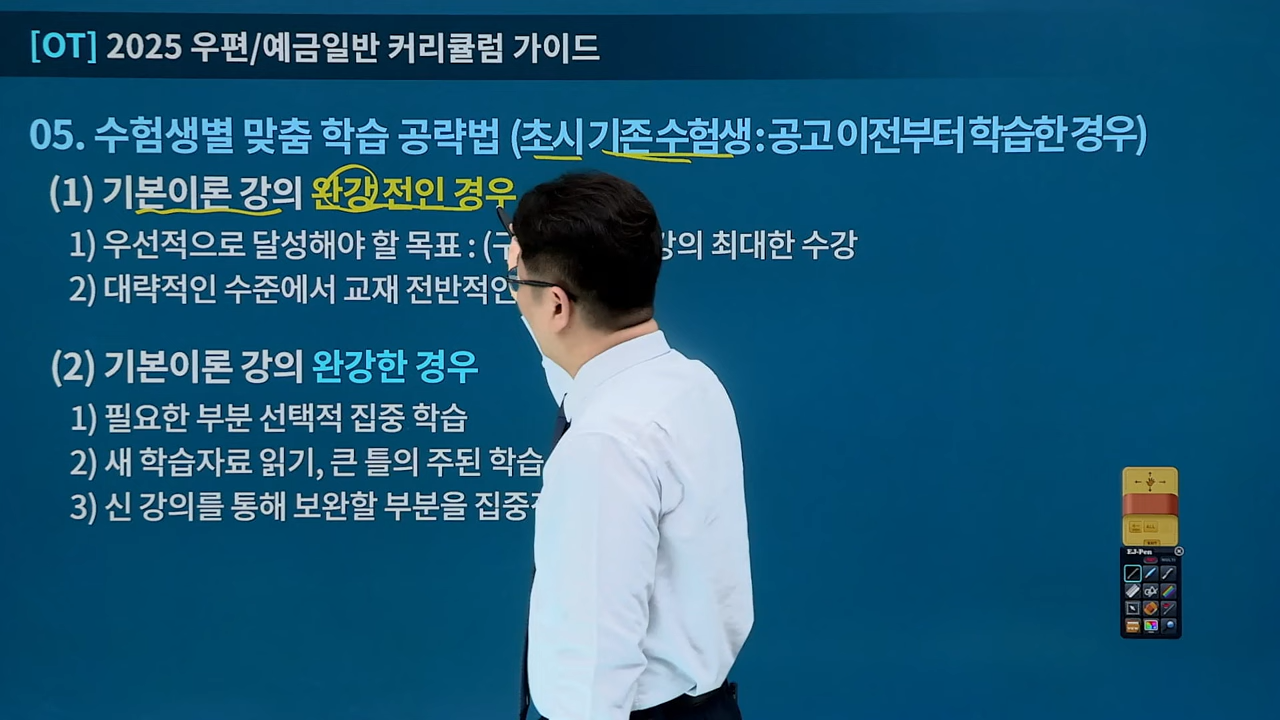 [OT] 2025 우편/예금일반 커리큘럼 가이드
05. 수험생별 맞춤 학습 공략법 (초시 기존 수험생 : 공고 이전부터 학습한 경우)
(1) 기본이론 강의 완강 전인 경우
1) 우선적으로 달성해야 할 목표 : (구 강의 최대한 수강
2) 대략적인 수준에서 교재 전반적인
(2) 기본이론 강의 완강한 경우
1) 필요한 부분 선택적 집중 학습
2) 새 학습자료 읽기, 큰 틀의 주된 학습
3) 신 강의를 통해 보완할 부분을 집중
EJ-Pen